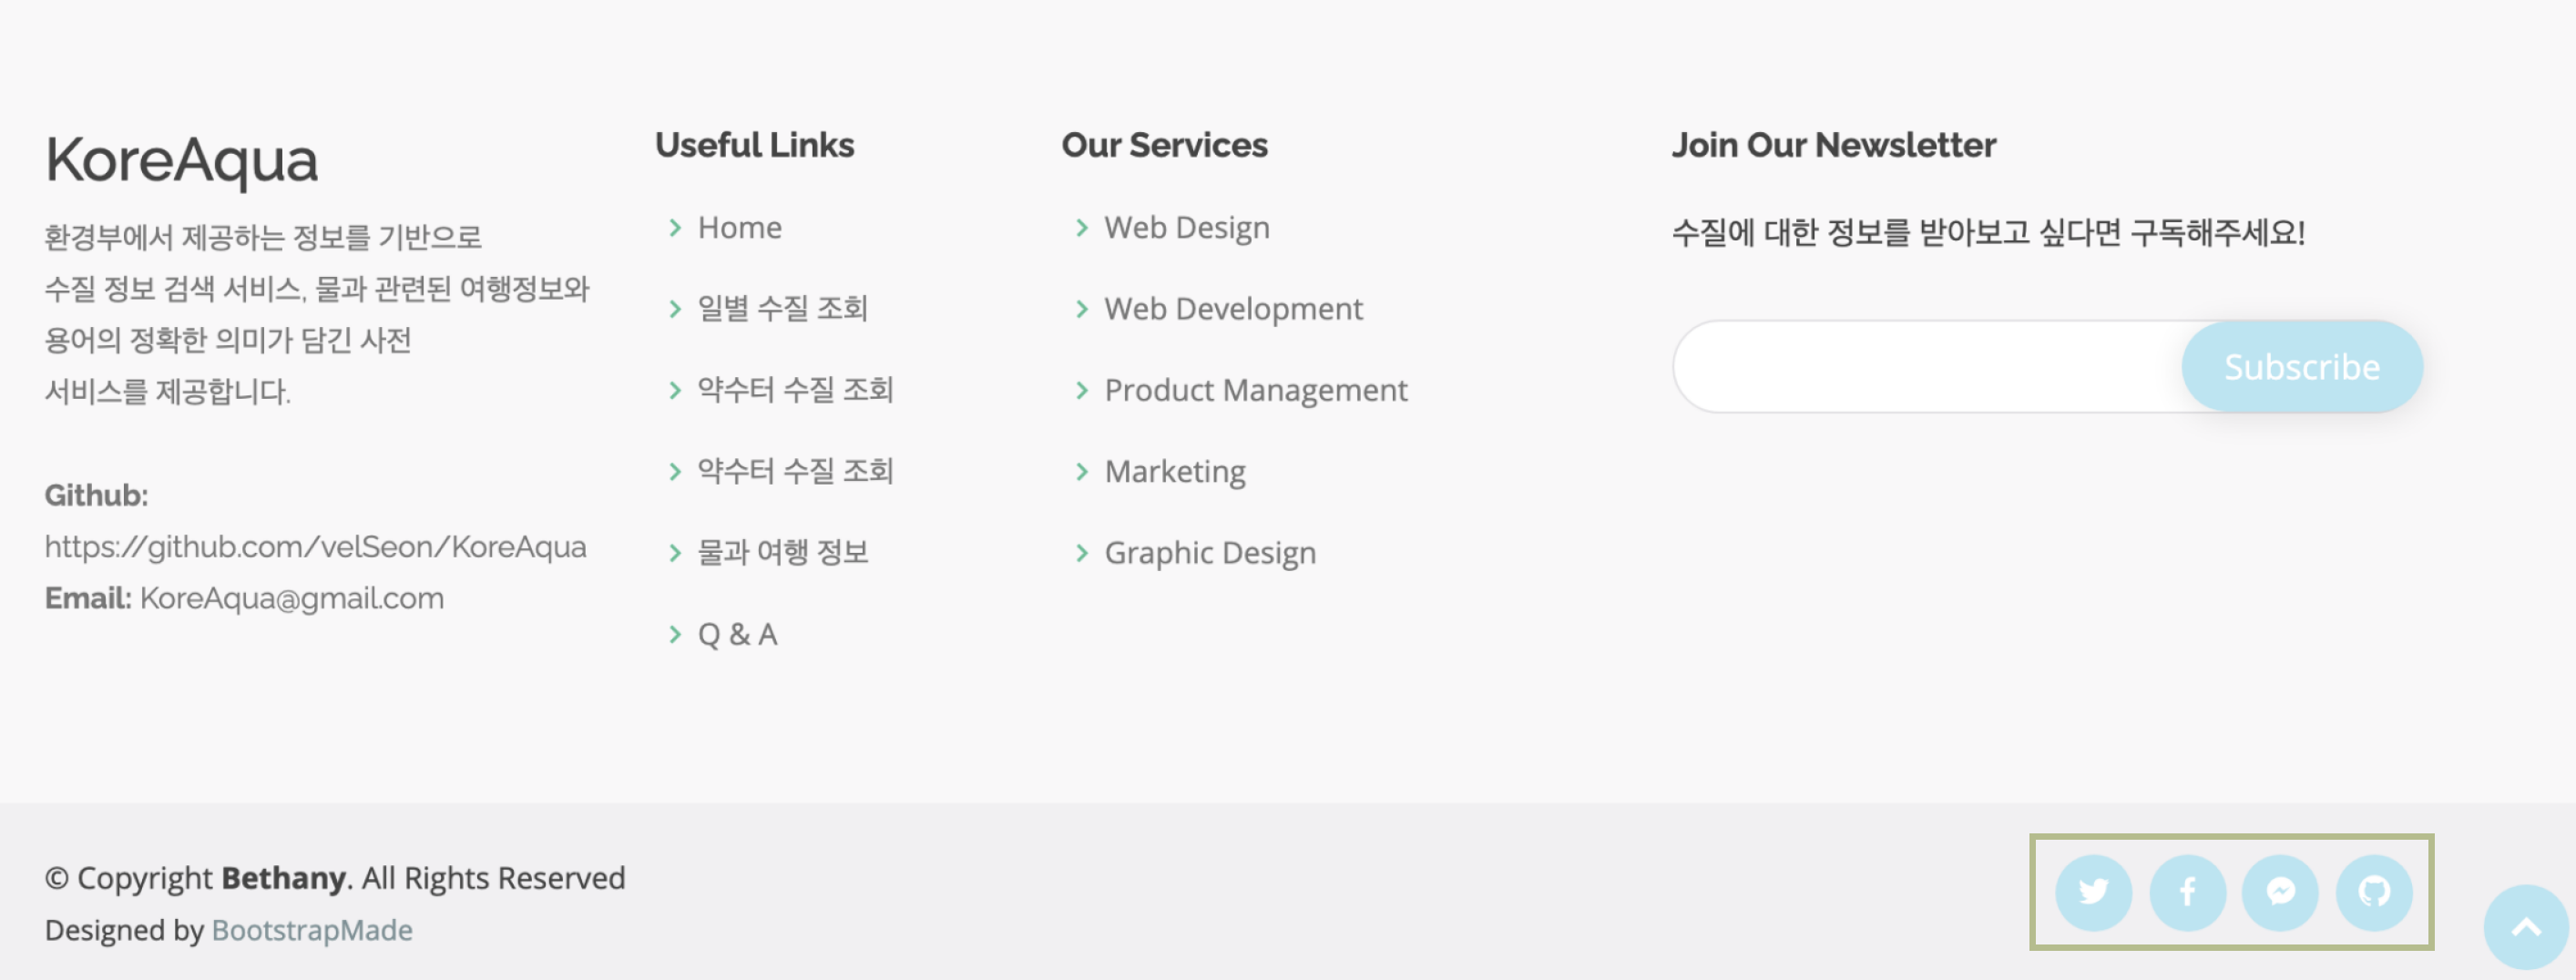 KoreAqua
환경부에서 제공하는 정보를 기반으로
수질 정보 검색 서비스, 물과 관련된 여행정보와
용어의 정확한 의미가 담긴 사전
서비스를 제공합니다.
Github:
https://github.com/velSeon/KoreAqua
Email: KoreAqua@gmail.com
Useful Links
Home
일별 수질 조회
약수터 수질 조회
약수터 수질 조회
물과 여행 정보
Q & A
Our Services
Web Design
Web Development
Product Management
Marketing
Graphic Design
Join Our Newsletter
수질에 대한 정보를 받아보고 싶다면 구독해주세요!
Subscribe
© Copyright Bethany. All Rights Reserved
Designed by BootstrapMade